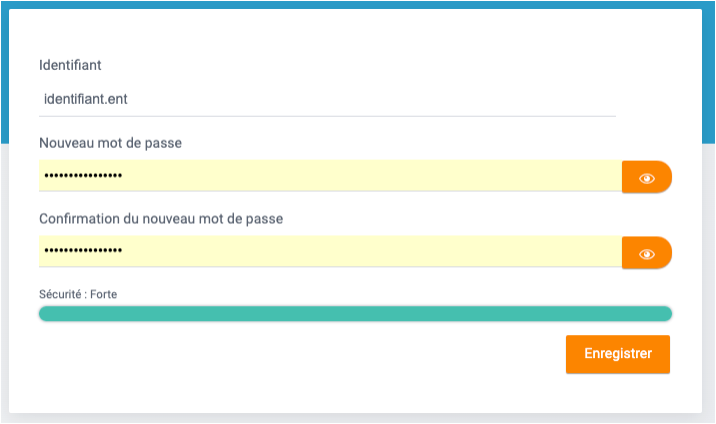 Identifiant
identifiant.ent
Nouveau mot de passe
••••••••••••••••
Confirmation du nouveau mot de passe
••••••••••••••••
Sécurité : Forte
Enregistrer